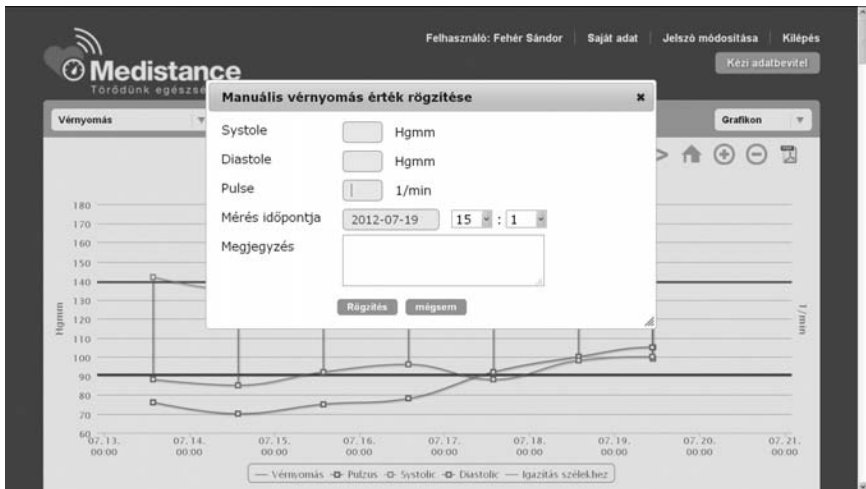 Felhasználó: Fehér Sándor Saját adat Jelszó módosítása Kilépés
Medistance
Törődünk egészsé
Kézi adatbevitel
Vérnyomás
Grafikon
Manuális vérnyomás érték rögzítése
Systole Hgmm
Diastole Hgmm
Pulse 1/min
Mérés időpontja 2012-07-19 15 : 1
Megjegyzés
Rögzítés mégsem
180
170
160
150
140
130
120
110
100
90
80
70
60
Hgmm
1/min
07. 13. 07. 14. 07. 15. 07. 16. 07. 17. 07. 18. 07. 19. 07. 20. 07. 21.
00:00 00:00 00:00 00:00 00:00 00:00 00:00 00:00 00:00
Vérnyomás Pulzus Systolic Diastolic Igazítás szélekhez